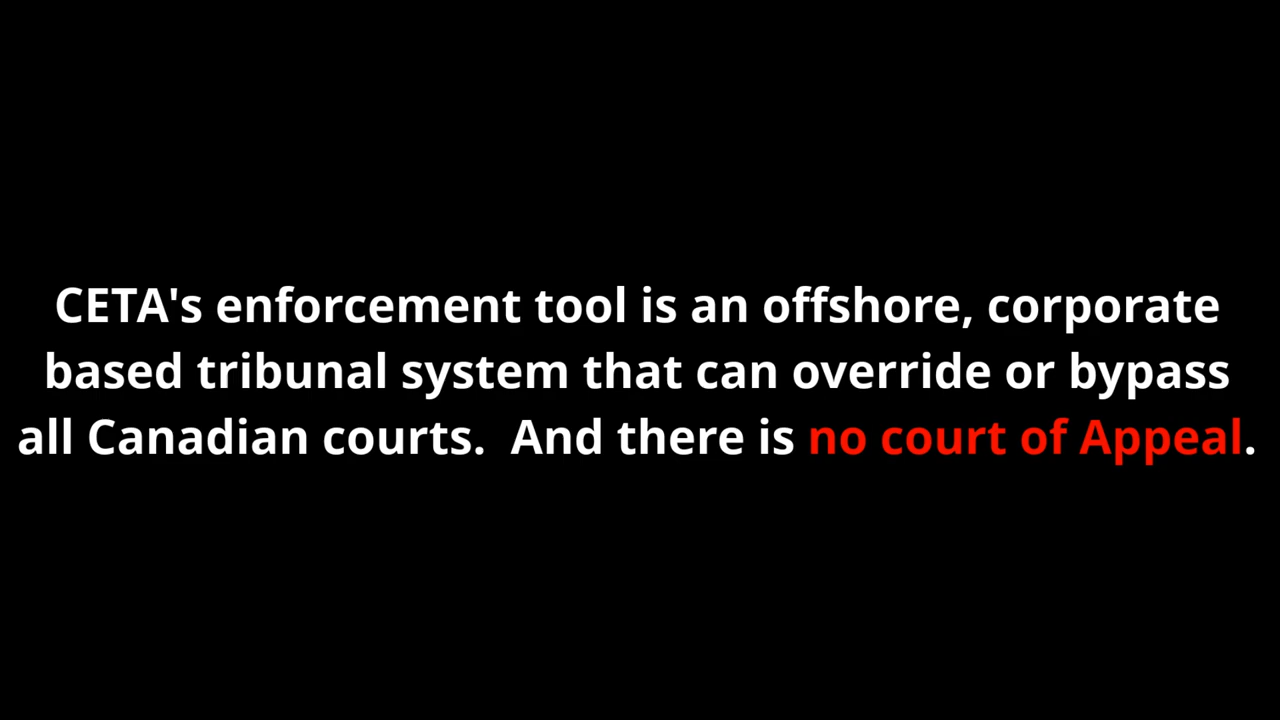 CETA's enforcement tool is an offshore, corporate
based tribunal system that can override or bypass
all Canadian courts.  And there is no court of Appeal.